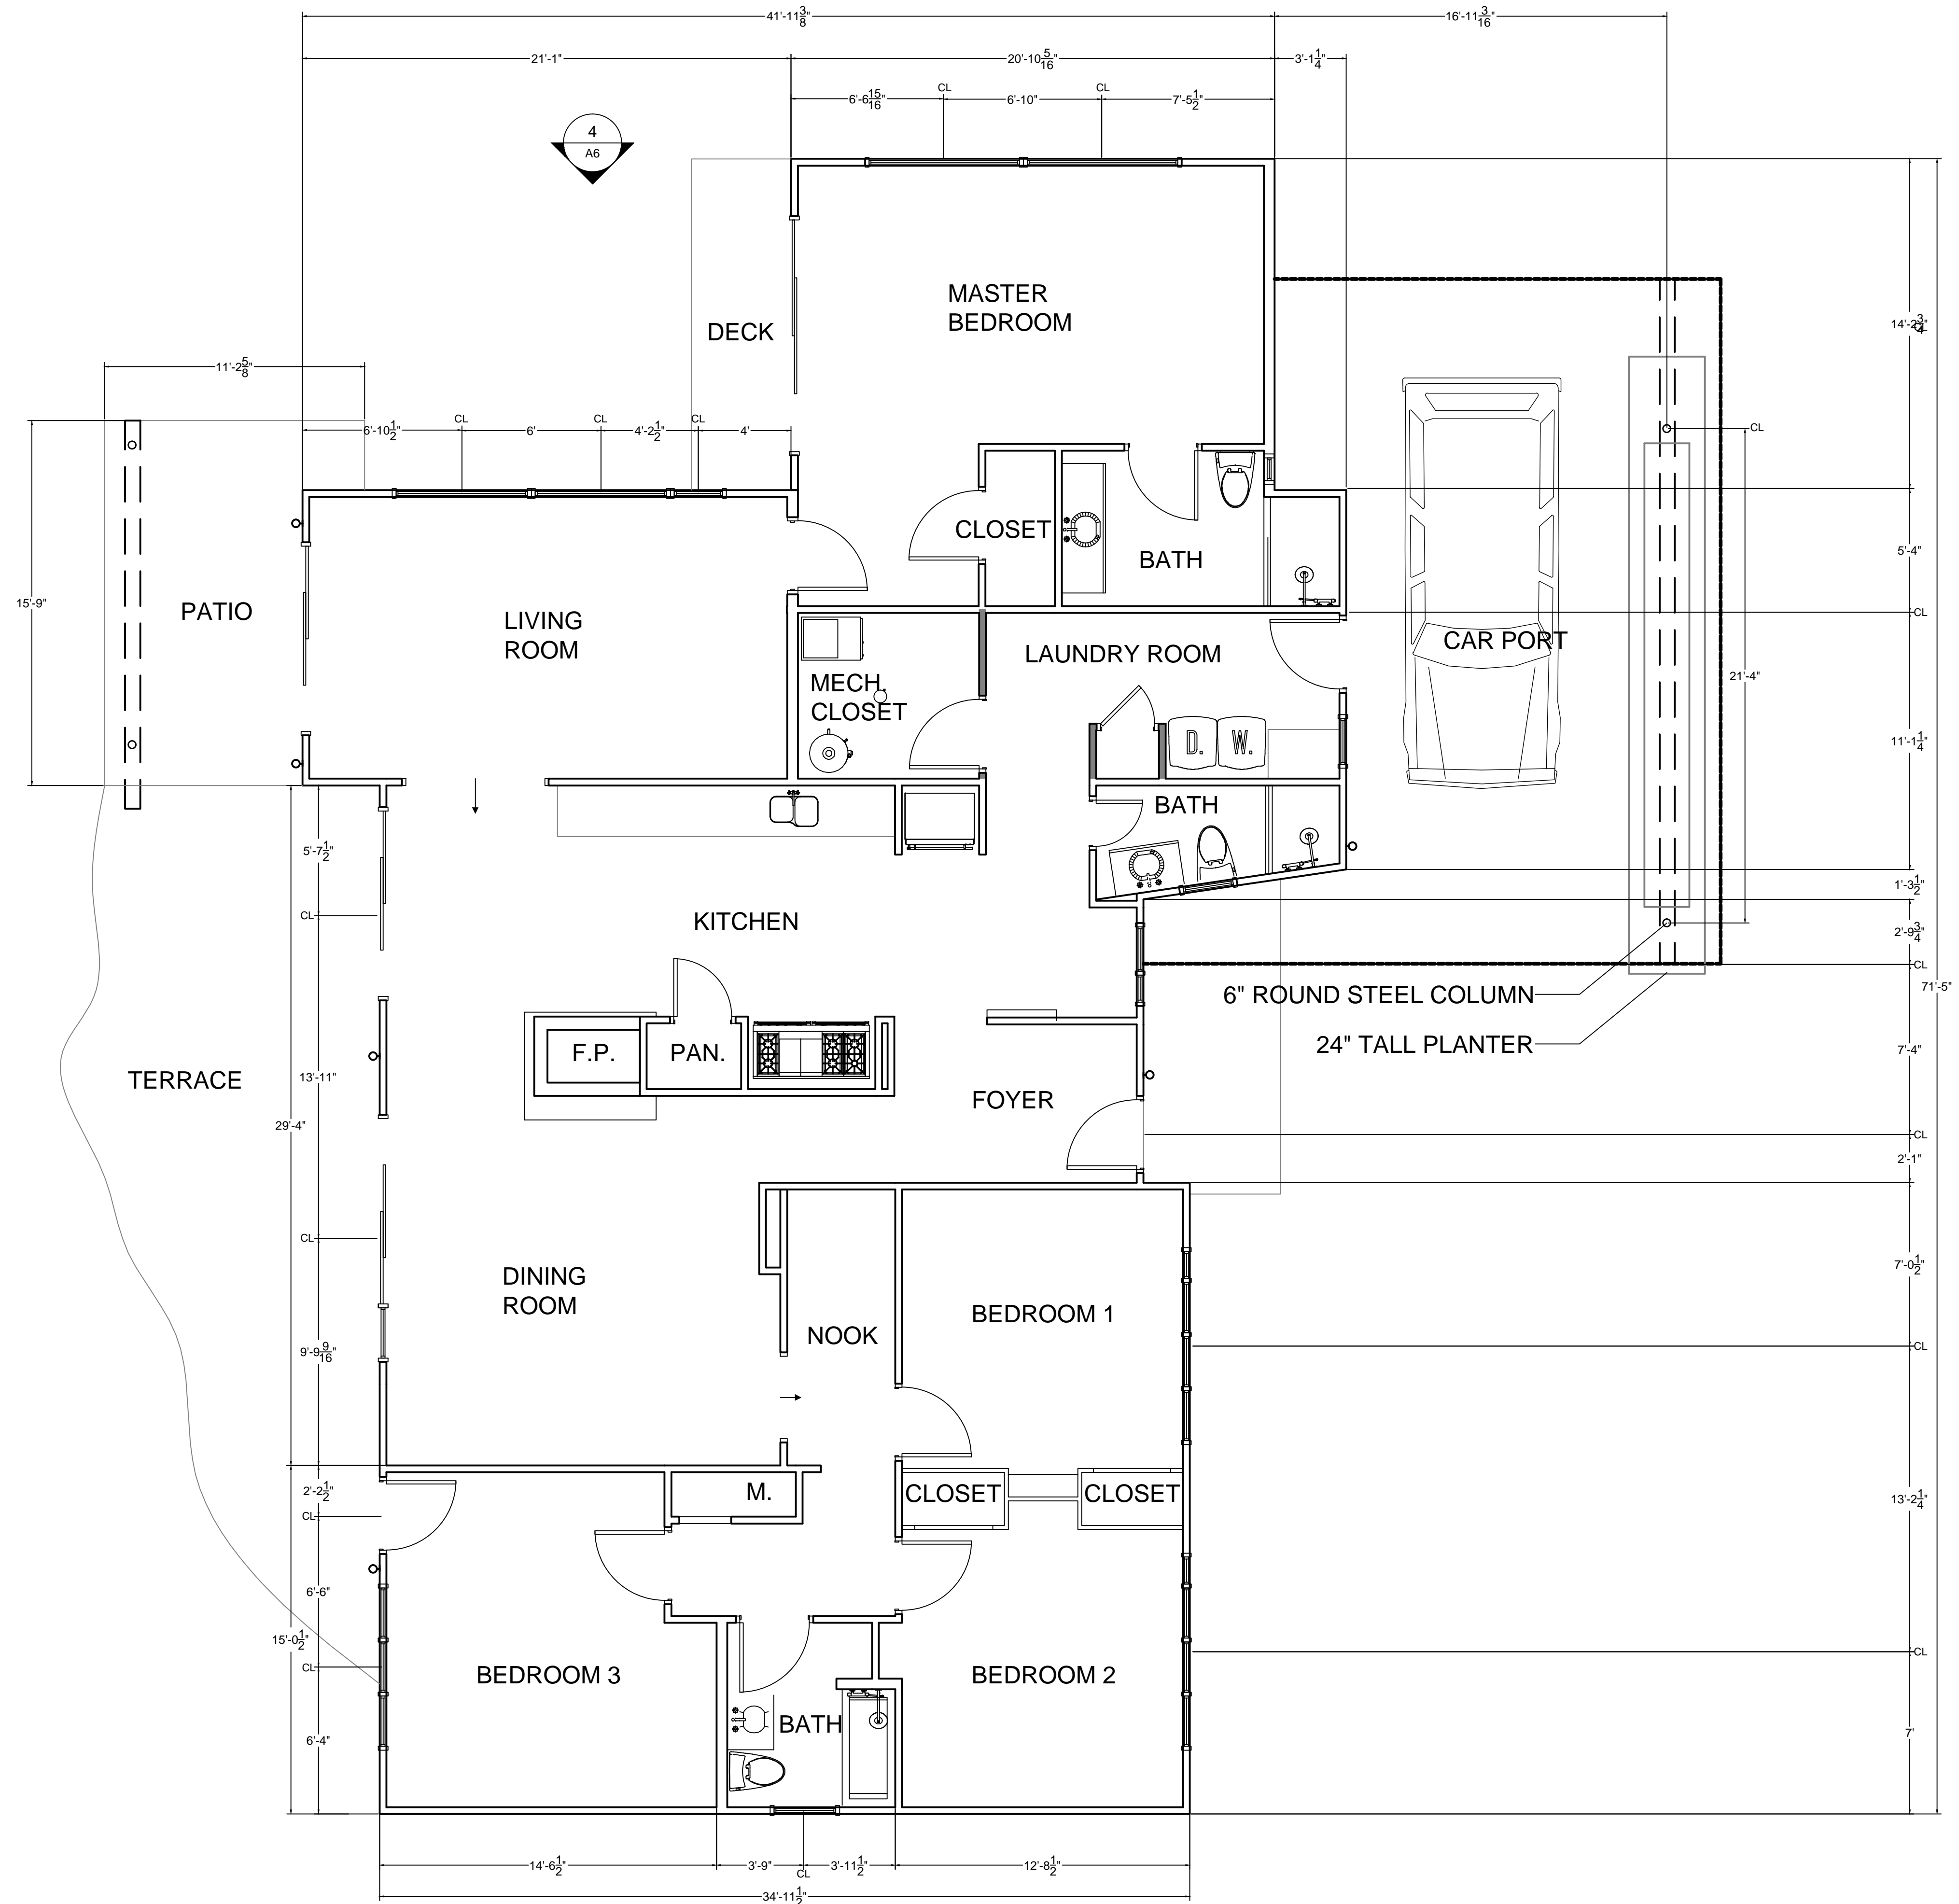 41'-11 3/8"
16'-11 3/16"
21'-1"
20'-10 5/16"
3'-1 1/4"
6'-6 15/16"
CL
6'-10"
CL
7'-5 1/2"
4
A6
MASTER
BEDROOM
DECK
14'-2 3/4"
11'-2 5/8"
6'-10 1/2"
CL
6'
CL
4'-2 1/2"
CL
4'
CL
CLOSET
BATH
5'-4"
15'-9"
PATIO
LIVING
ROOM
CL
CAR PORT
LAUNDRY ROOM
MECH
CLOSET
21'-4"
D.
W.
11'-1 1/4"
BATH
5'-7 1/2"
1'-3 1/2"
CL
KITCHEN
2'-9 3/4"
CL
71'-5"
6" ROUND STEEL COLUMN
24" TALL PLANTER
F.P.
PAN.
7'-4"
TERRACE
13'-11"
FOYER
29'-4"
CL
2'-1"
CL
7'-0 1/2"
DINING
ROOM
BEDROOM 1
NOOK
CL
9'-9 9/16"
M.
CLOSET
CLOSET
2'-2 1/2"
13'-2 1/4"
CL
6'-6"
15'-0 1/2"
CL
CL
BEDROOM 3
BEDROOM 2
BATH
6'-4"
7'
14'-6 1/2"
3'-9"
CL
3'-11 1/2"
12'-8 1/2"
34'-11 1/2"